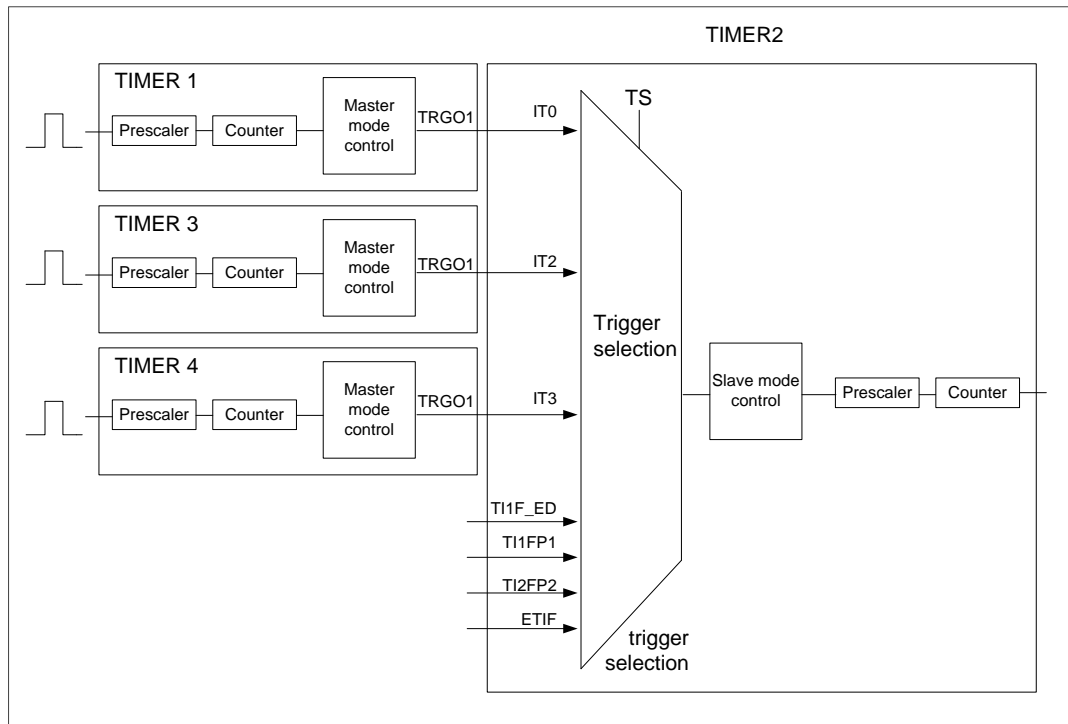 TIMER2
TIMER 1
Prescaler
Counter
Master
mode
control
TRGO1
IT0
TS
TIMER 3
Prescaler
Counter
Master
mode
control
TRGO1
IT2
TIMER 4
Prescaler
Counter
Master
mode
control
TRGO1
IT3
Trigger
selection
Slave mode
control
Prescaler
Counter
TI1F_ED
TI1FP1
TI2FP2
ETIF
trigger
selection